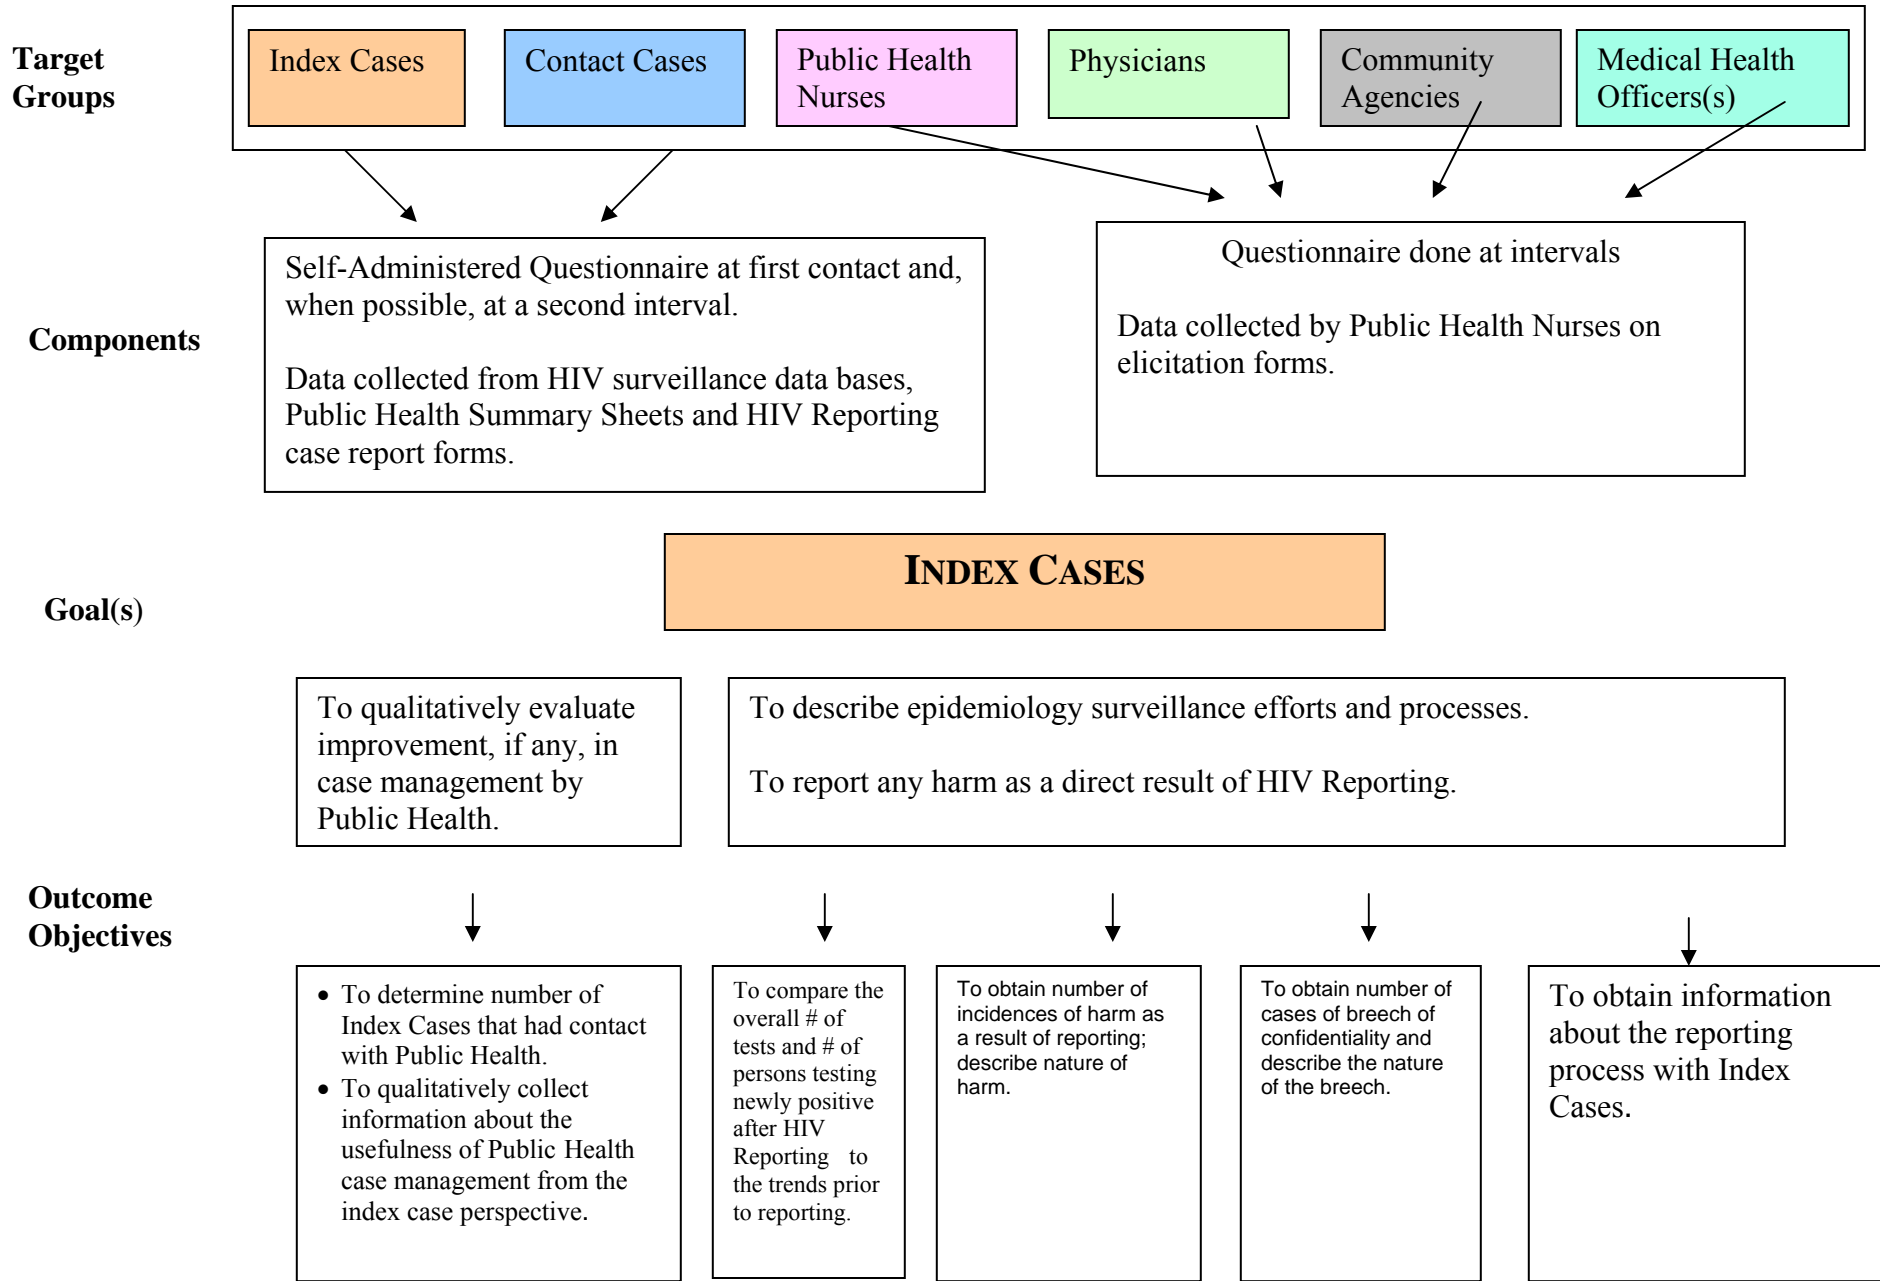 Target
Groups
Index Cases
Contact Cases
Public Health
Nurses
Physicians
Community
Agencies
Medical Health
Officers(s)
Components
Self-Administered Questionnaire at first contact and,
when possible, at a second interval.
Data collected from HIV surveillance data bases,
Public Health Summary Sheets and HIV Reporting
case report forms.
Questionnaire done at intervals
Data collected by Public Health Nurses on
elicitation forms.
Goal(s)
INDEX CASES
To qualitatively evaluate
improvement, if any, in
case management by
Public Health.
To describe epidemiology surveillance efforts and processes.
To report any harm as a direct result of HIV Reporting.
Outcome
Objectives
• To determine number of
Index Cases that had contact
with Public Health.
• To qualitatively collect
information about the
usefulness of Public Health
case management from the
index case perspective.
To compare the
overall # of
tests and # of
persons testing
newly positive
after HIV
Reporting to
the trends prior
to reporting.
To obtain number of
incidences of harm as
a result of reporting;
describe nature of
harm.
To obtain number of
cases of breech of
confidentiality and
describe the nature
of the breech.
To obtain information
about the reporting
process with Index
Cases.